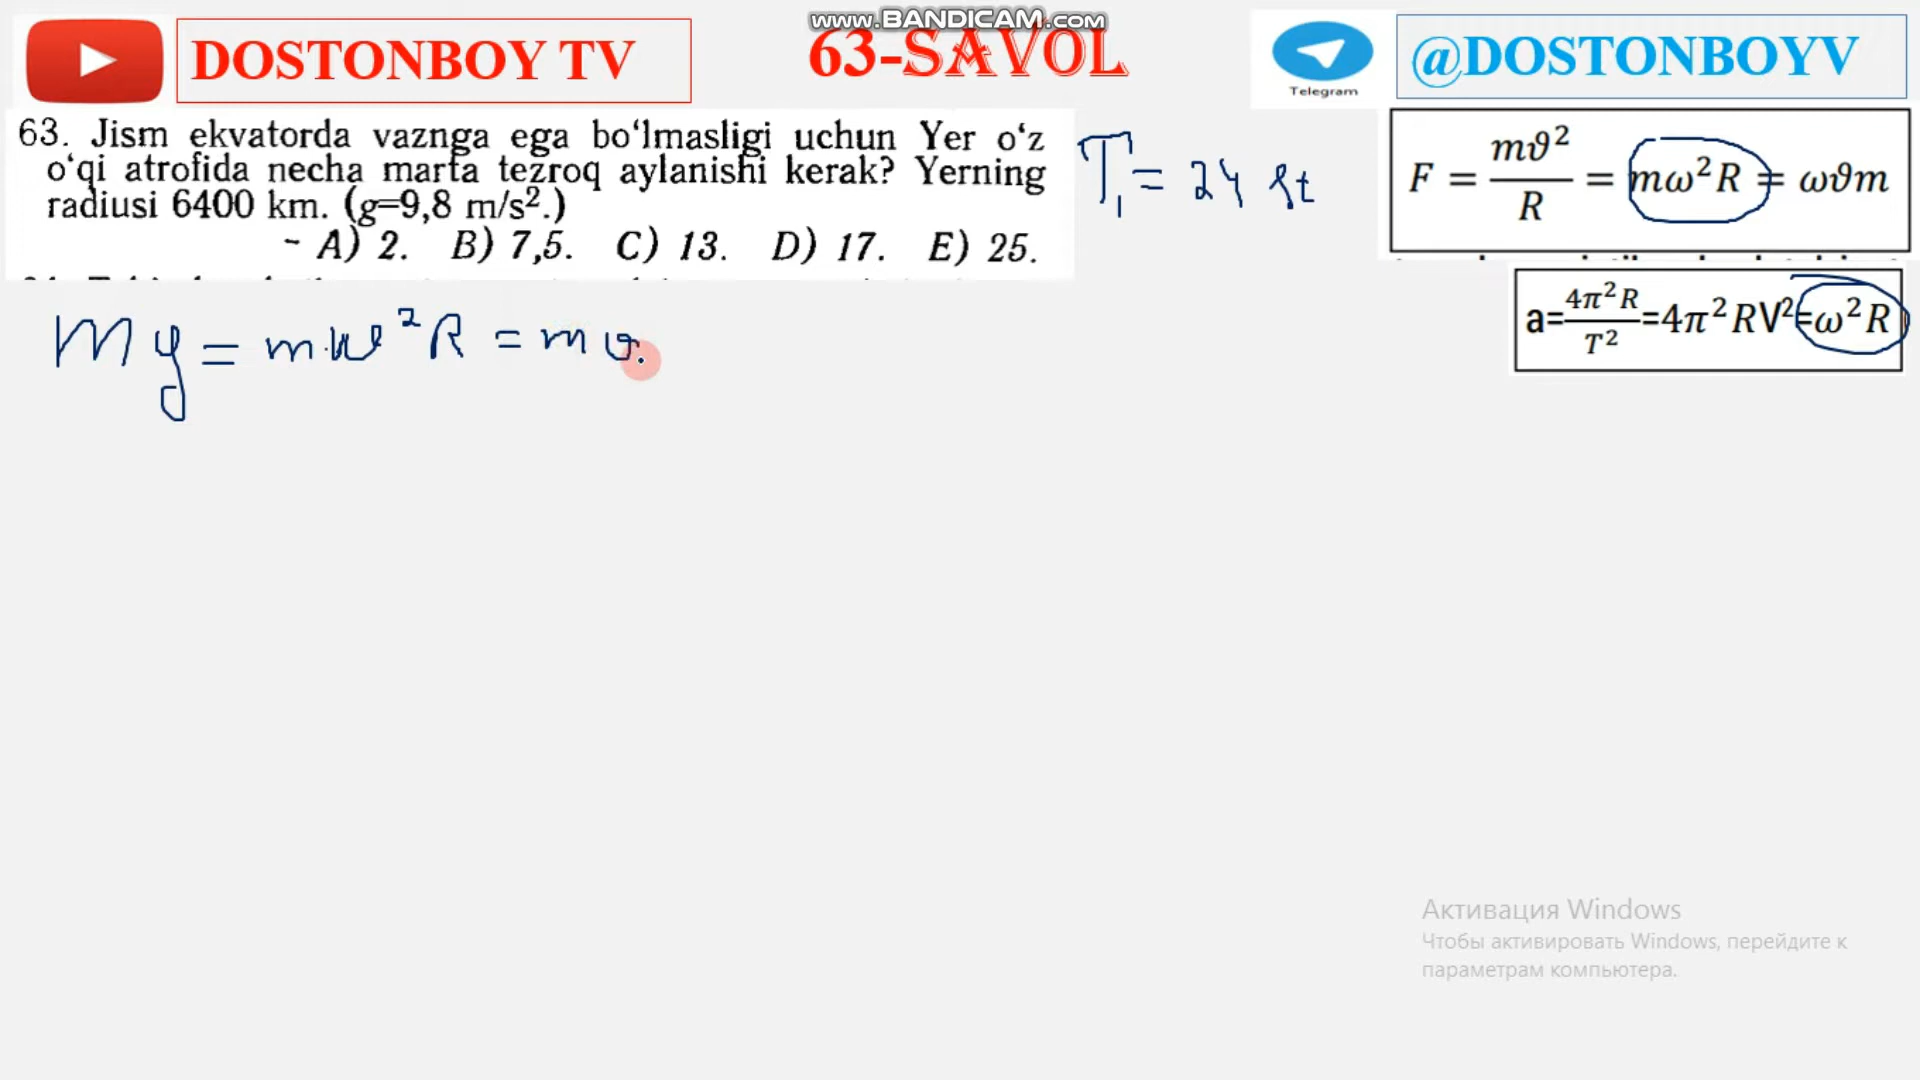 www.BANDICAM.com
DOSTONBOY TV
63-SAVOL
Telegram
@DOSTONBOYV
63. Jism ekvatorda vaznga ega bo‘lmasligi uchun Yer o‘z
o‘qi atrofida necha marta tezroq aylanishi kerak? Yerning
radiusi 6400 km. (g=9,8 m/s².)
- A) 2. B) 7,5. C) 13. D) 17. E) 25.
T₁ = 24 st
F = mϑ²/R = mω²R = ωϑm
a=4π²R/T²=4π²RV²=ω²R
mg = m·ω²R = mυ
Активация Windows
Чтобы активировать Windows, перейдите к
параметрам компьютера.